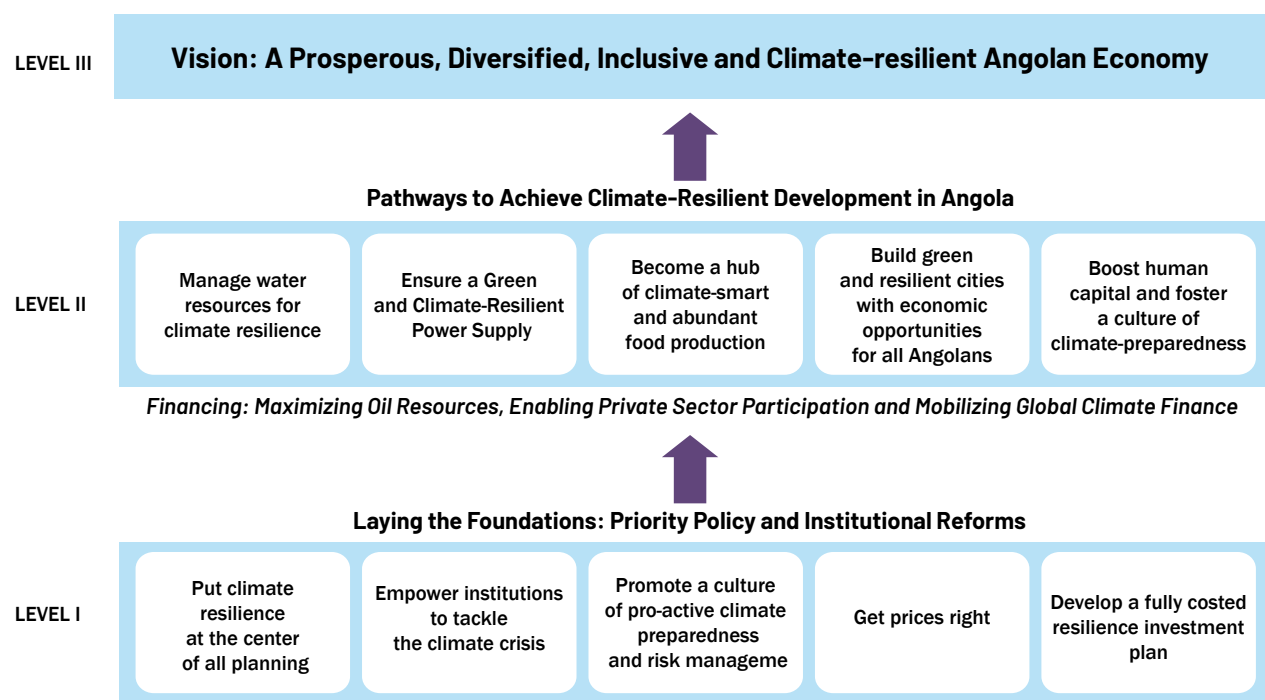 LEVEL III
Vision: A Prosperous, Diversified, Inclusive and Climate-resilient Angolan Economy
Pathways to Achieve Climate-Resilient Development in Angola
LEVEL II
Manage water
resources for
climate resilience
Ensure a Green
and Climate-Resilient
Power Supply
Become a hub
of climate-smart
and abundant
food production
Build green
and resilient cities
with economic
opportunities
for all Angolans
Boost human
capital and foster
a culture of
climate-preparedness
Financing: Maximizing Oil Resources, Enabling Private Sector Participation and Mobilizing Global Climate Finance
Laying the Foundations: Priority Policy and Institutional Reforms
LEVEL I
Put climate
resilience
at the center
of all planning
Empower institutions
to tackle
the climate crisis
Promote a culture
of pro-active climate
preparedness
and risk manageme
Get prices right
Develop a fully costed
resilience investment
plan